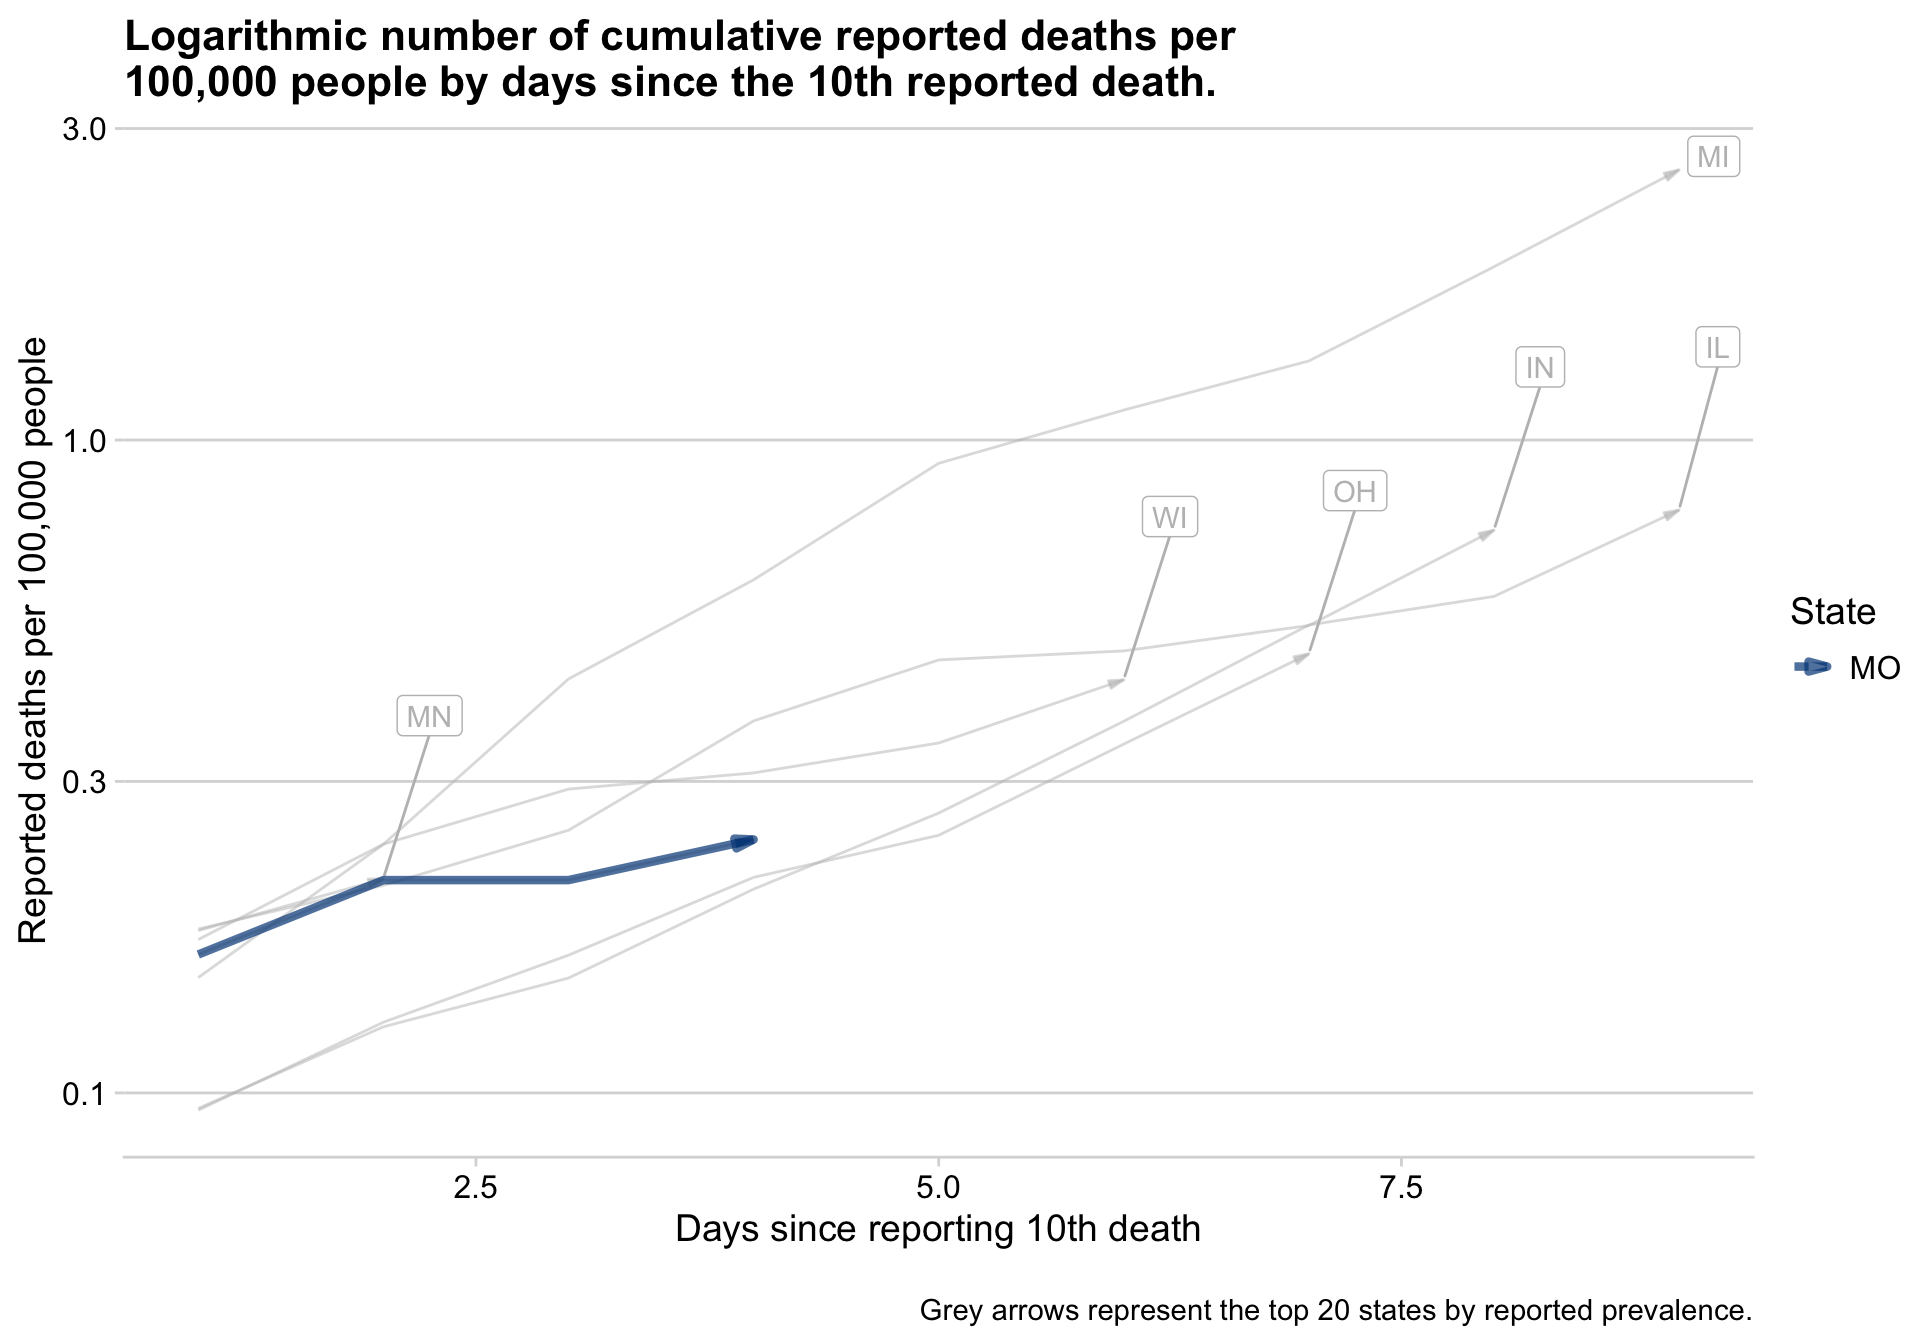 Logarithmic number of cumulative reported deaths per
100,000 people by days since the 10th reported death.
3.0
MI
IL
IN
Reported deaths per 100,000 people
1.0
OH
WI
State
MO
MN
0.3
0.1
2.5
5.0
7.5
Days since reporting 10th death
Grey arrows represent the top 20 states by reported prevalence.